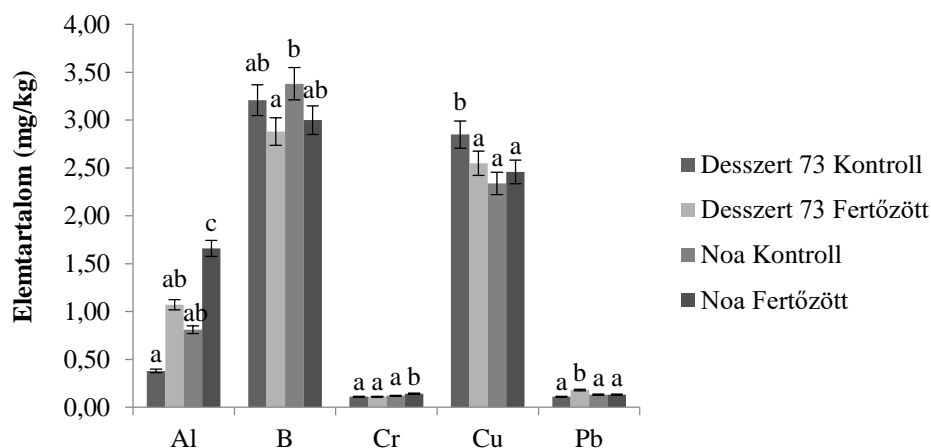 Elemtartalom (mg/kg)
4,00
3,50
3,00
2,50
2,00
1,50
1,00
0,50
0,00
a ab ab c
ab a b ab
a a a b
b a a a
a b a a
Al B Cr Cu Pb
Desszert 73 Kontroll
Desszert 73 Fertőzött
Noa Kontroll
Noa Fertőzött